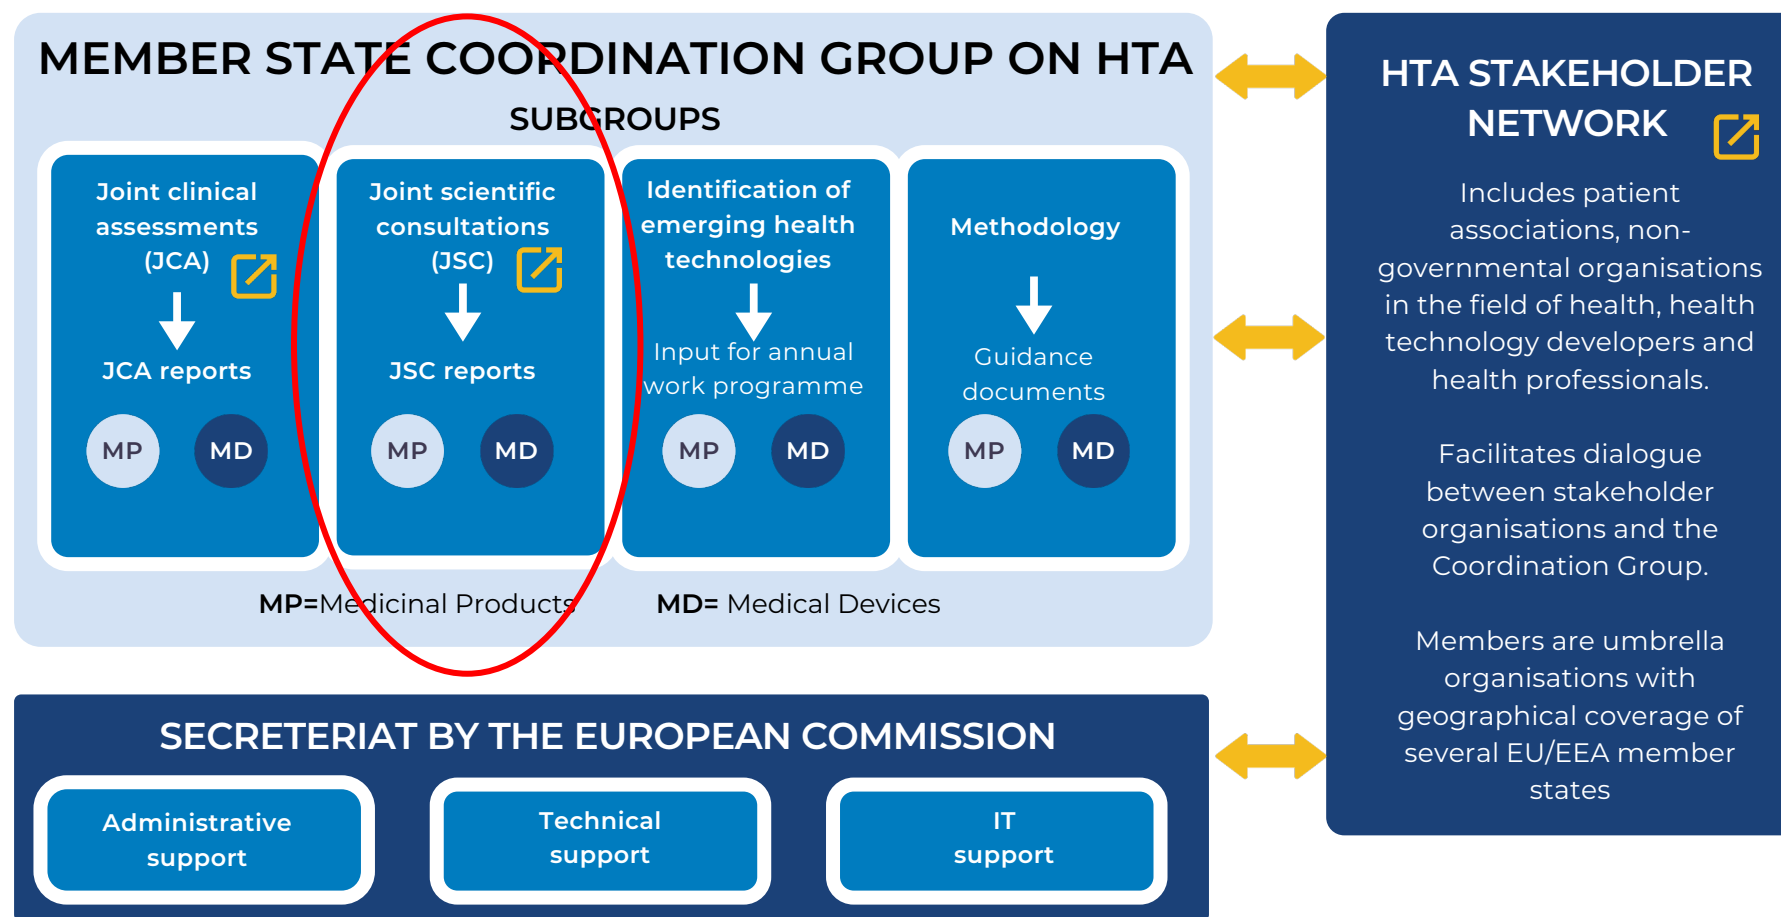 MEMBER STATE COORDINATION GROUP ON HTA
SUBGROUPS
Joint clinical
assessments
(JCA)
JCA reports
MP
MD
Joint scientific
consultations
(JSC)
JSC reports
MP
MD
Identification of
emerging health
technologies
Input for annual
work programme
MP
MD
Methodology
Guidance
documents
MP
MD
MP=Medicinal Products
MD= Medical Devices
SECRETERIAT BY THE EUROPEAN COMMISSION
Administrative
support
Technical
support
IT
support
HTA STAKEHOLDER
NETWORK
Includes patient
associations, non-
governmental organisations
in the field of health, health
technology developers and
health professionals.
Facilitates dialogue
between stakeholder
organisations and the
Coordination Group.
Members are umbrella
organisations with
geographical coverage of
several EU/EEA member
states